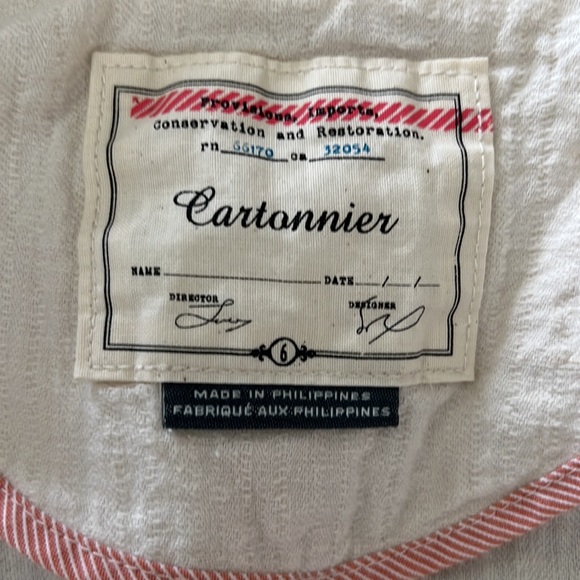 Provisions, Imports,
Conservation and Restoration.
rn 66170 ca 32054
Cartonnier
NAME DATE / /
DIRECTOR DESIGNER
6
MADE IN PHILIPPINES
FABRIQUÉ AUX PHILIPPINES